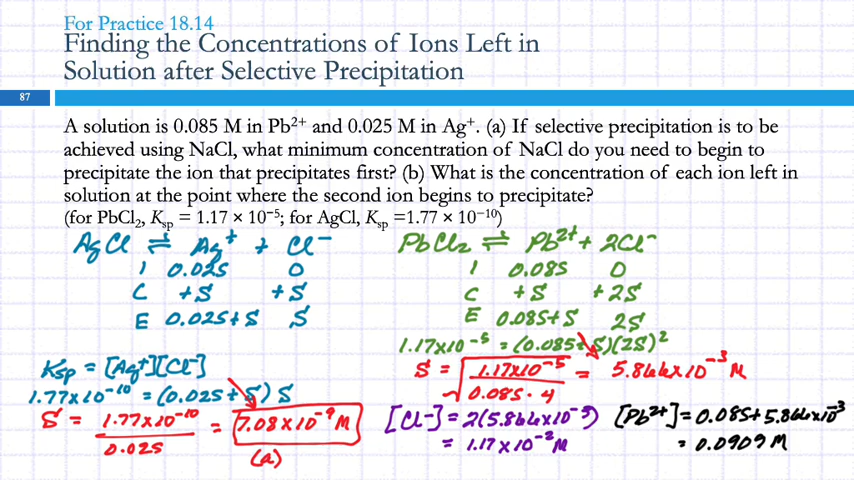 For Practice 18.14
Finding the Concentrations of Ions Left in
Solution after Selective Precipitation
87
A solution is 0.085 M in Pb²⁺ and 0.025 M in Ag⁺. (a) If selective precipitation is to be
achieved using NaCl, what minimum concentration of NaCl do you need to begin to
precipitate the ion that precipitates first? (b) What is the concentration of each ion left in
solution at the point where the second ion begins to precipitate?
(for PbCl₂, Ksp = 1.17 × 10⁻⁵; for AgCl, Ksp =1.77 × 10⁻¹⁰)
AgCl ⇌ Ag⁺ + Cl⁻
I 0.025 0
C +S +S
E 0.025+S S
Ksp = [Ag⁺][Cl⁻]
1.77×10⁻¹⁰ = (0.025 + S) S
S = 1.77×10⁻¹⁰ / 0.025 = 7.08×10⁻⁹ M
(a)
PbCl₂ ⇌ Pb²⁺ + 2Cl⁻
I 0.085 0
C +S +2S
E 0.085+S 2S
1.17×10⁻⁵ = (0.085+S)(2S)²
S = √(1.17×10⁻⁵ / 0.085 · 4) = 5.866×10⁻³ M
[Cl⁻] = 2(5.866×10⁻³)
= 1.17×10⁻² M
[Pb²⁺] = 0.085 + 5.866×10⁻³
= 0.0909 M